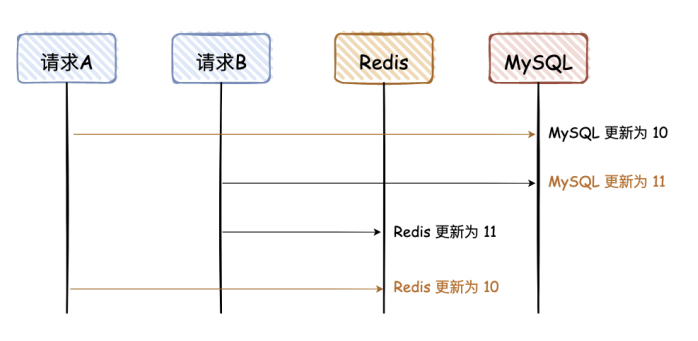 请求A
请求B
Redis
MySQL
MySQL 更新为 10
MySQL 更新为 11
Redis 更新为 11
Redis 更新为 10